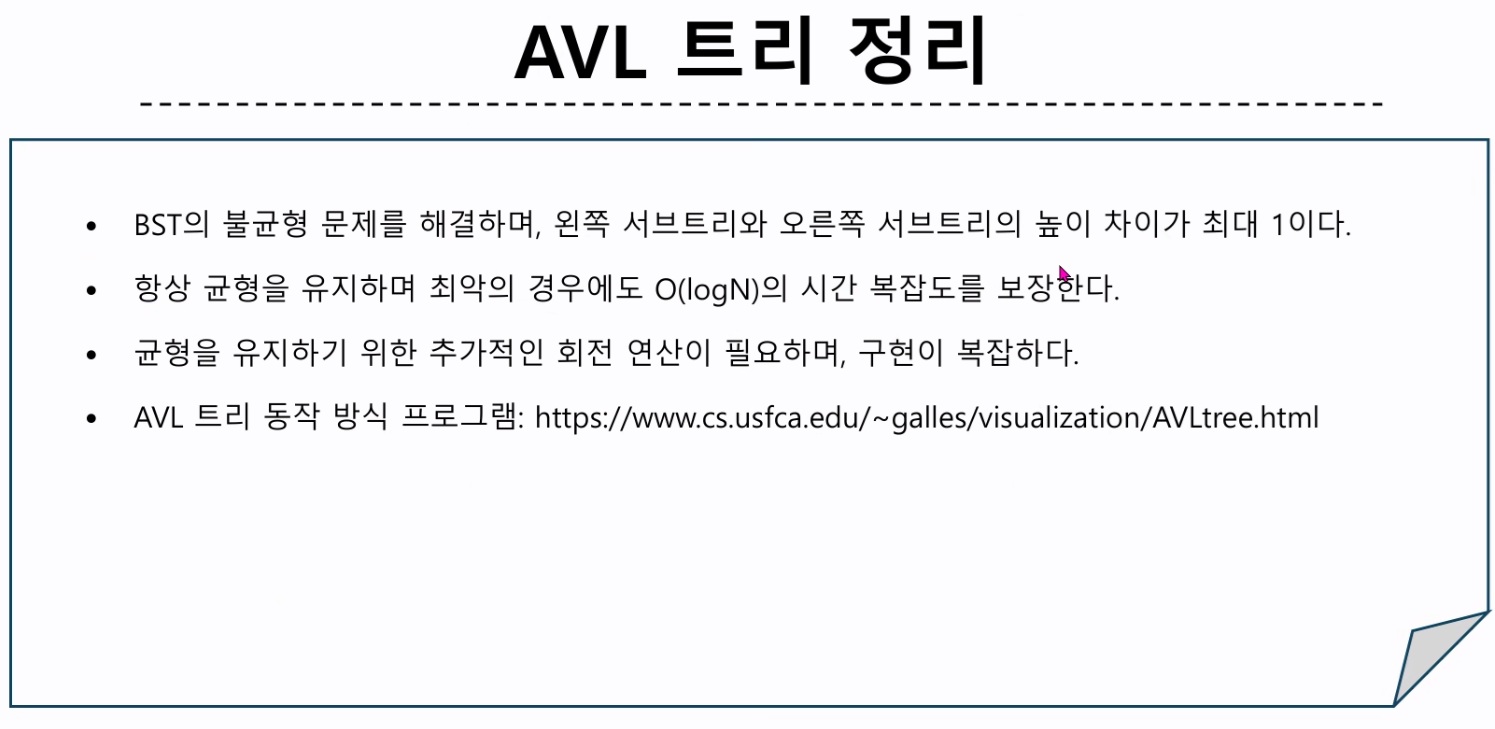 AVL 트리 정리
• BST의 불균형 문제를 해결하며, 왼쪽 서브트리와 오른쪽 서브트리의 높이 차이가 최대 1이다.
• 항상 균형을 유지하며 최악의 경우에도 O(logN)의 시간 복잡도를 보장한다.
• 균형을 유지하기 위한 추가적인 회전 연산이 필요하며, 구현이 복잡하다.
• AVL 트리 동작 방식 프로그램: https://www.cs.usfca.edu/~galles/visualization/AVLtree.html